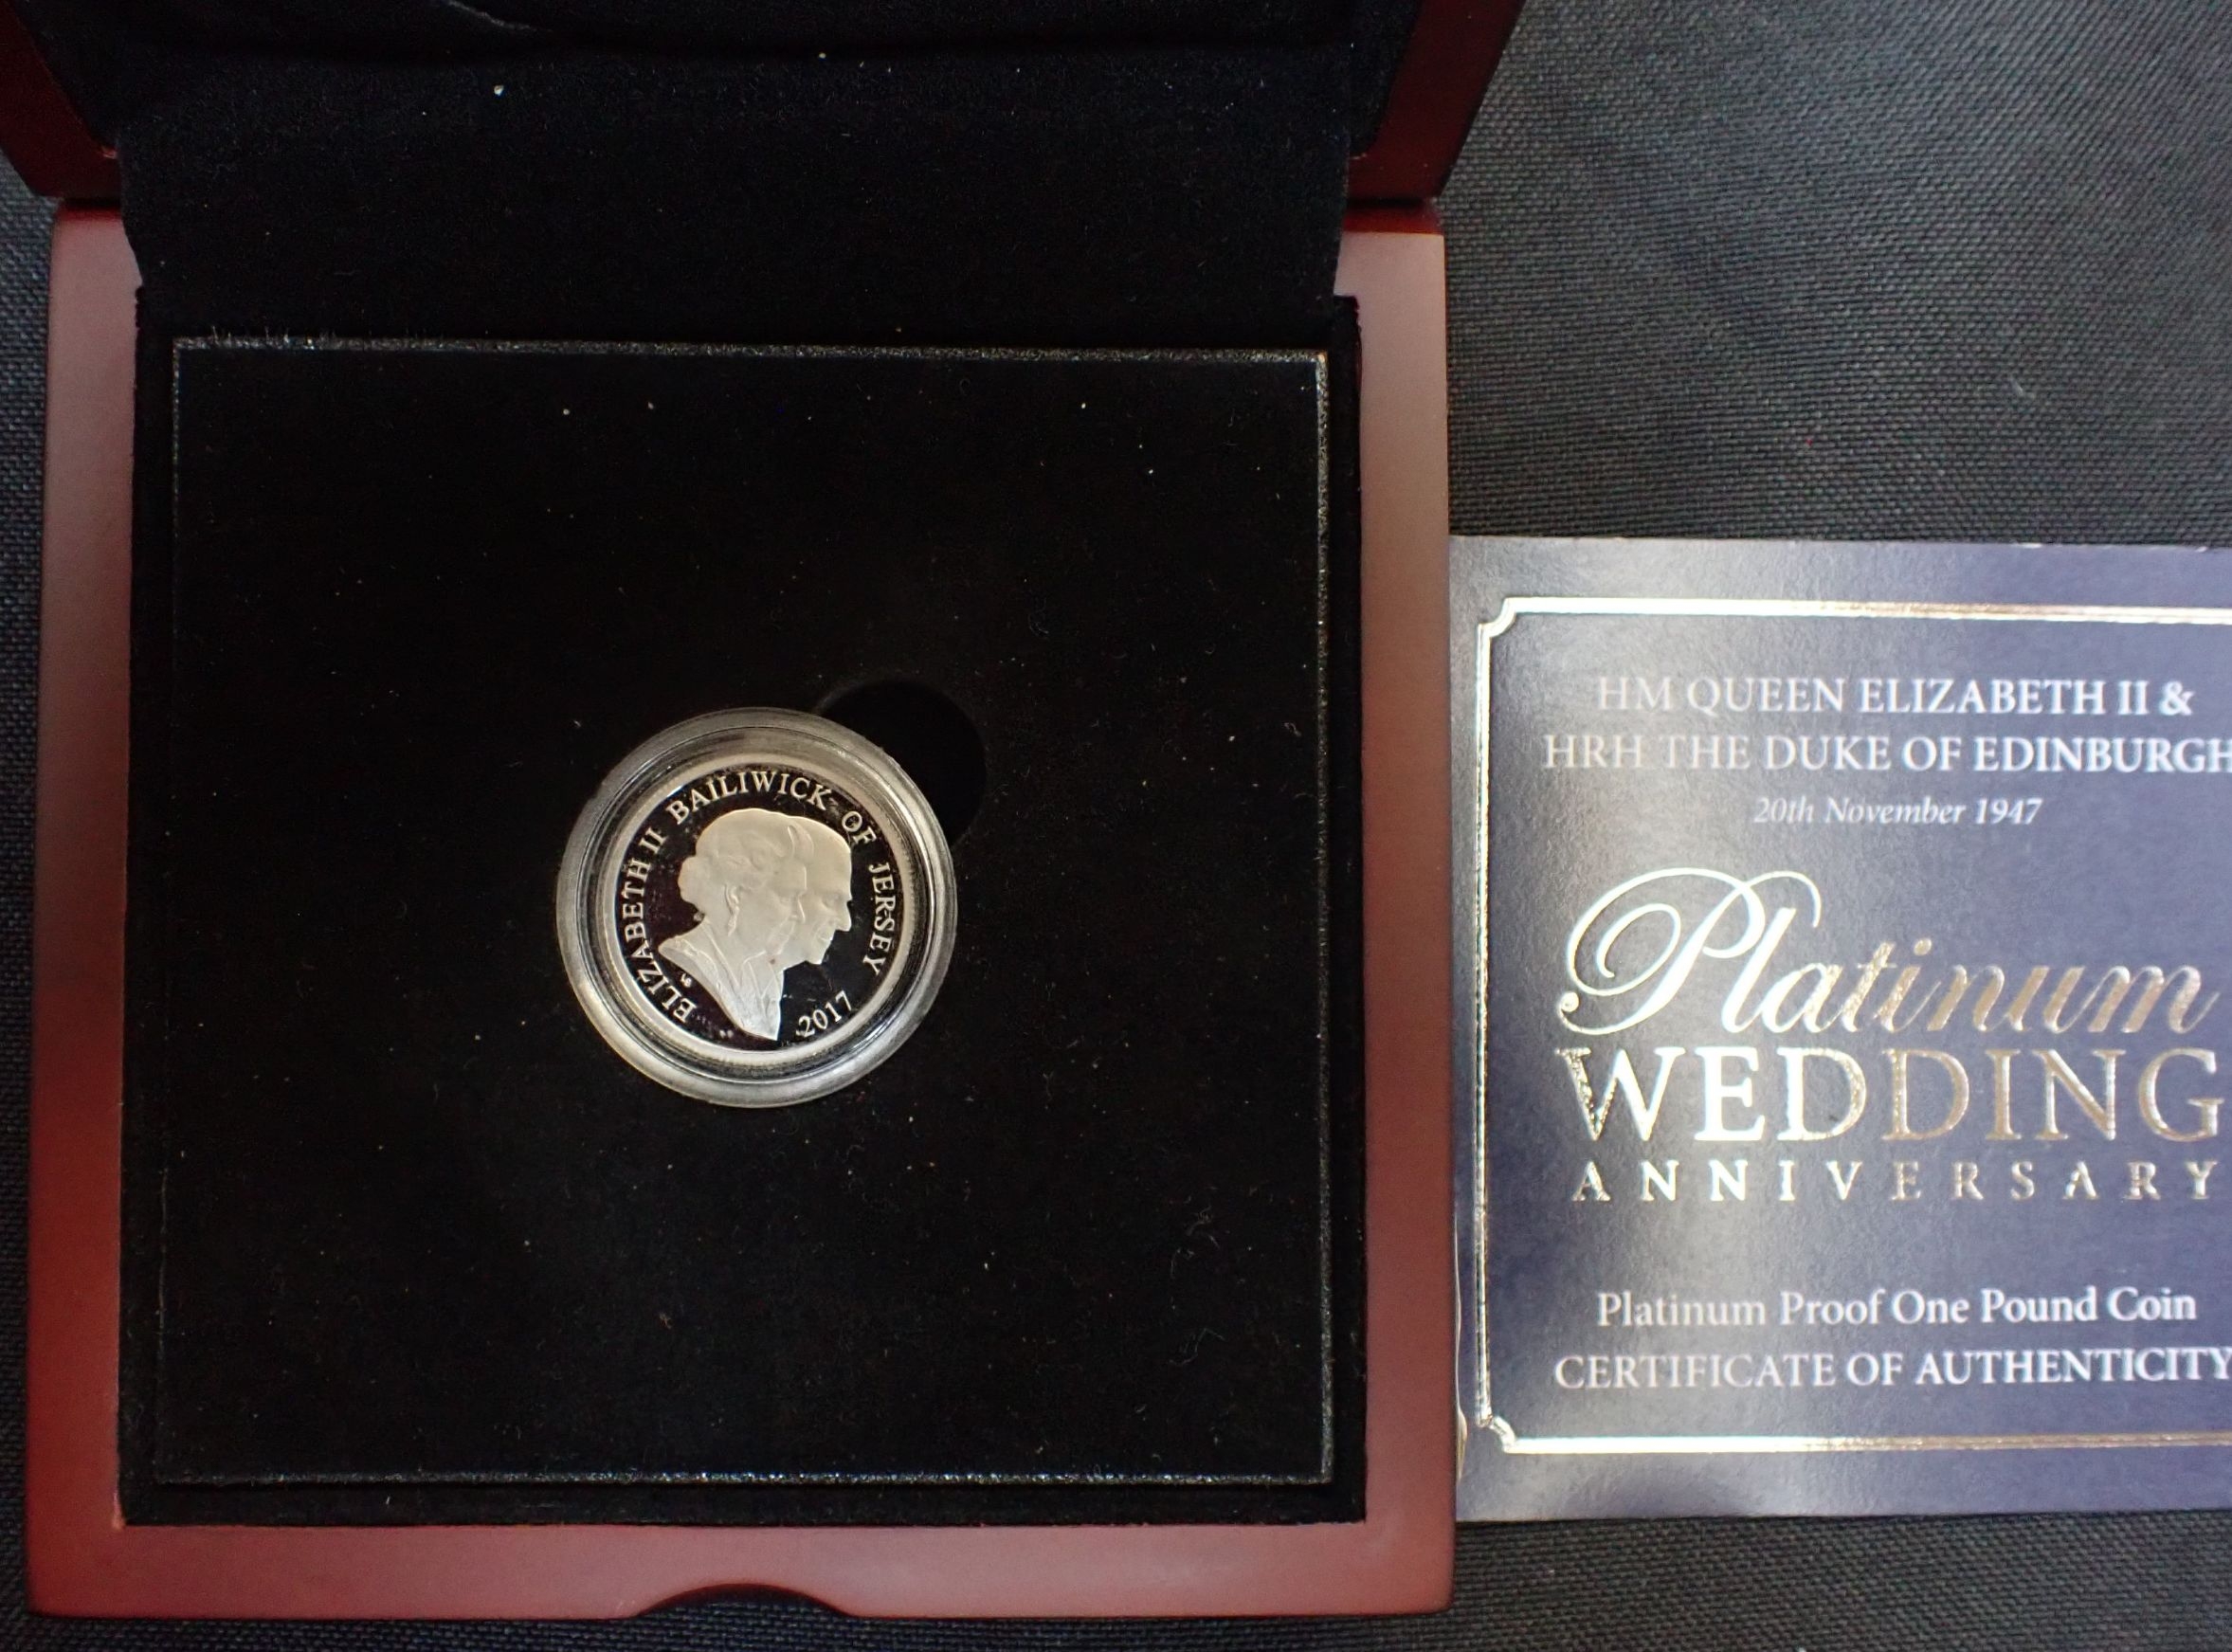 ELIZABETH II BAILIWICK OF JERSEY
2017
HM QUEEN ELIZABETH II &
HRH THE DUKE OF EDINBURGH
20th November 1947
Platinum
WEDDING
ANNIVERSARY
Platinum Proof One Pound Coin
CERTIFICATE OF AUTHENTICITY